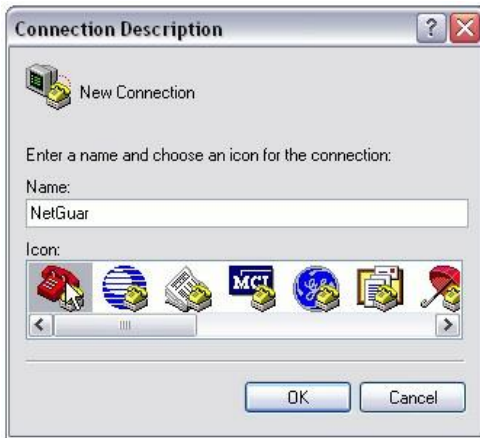 Connection Description
New Connection
Enter a name and choose an icon for the connection:
Name:
NetGuar
Icon:
MCI
OK
Cancel